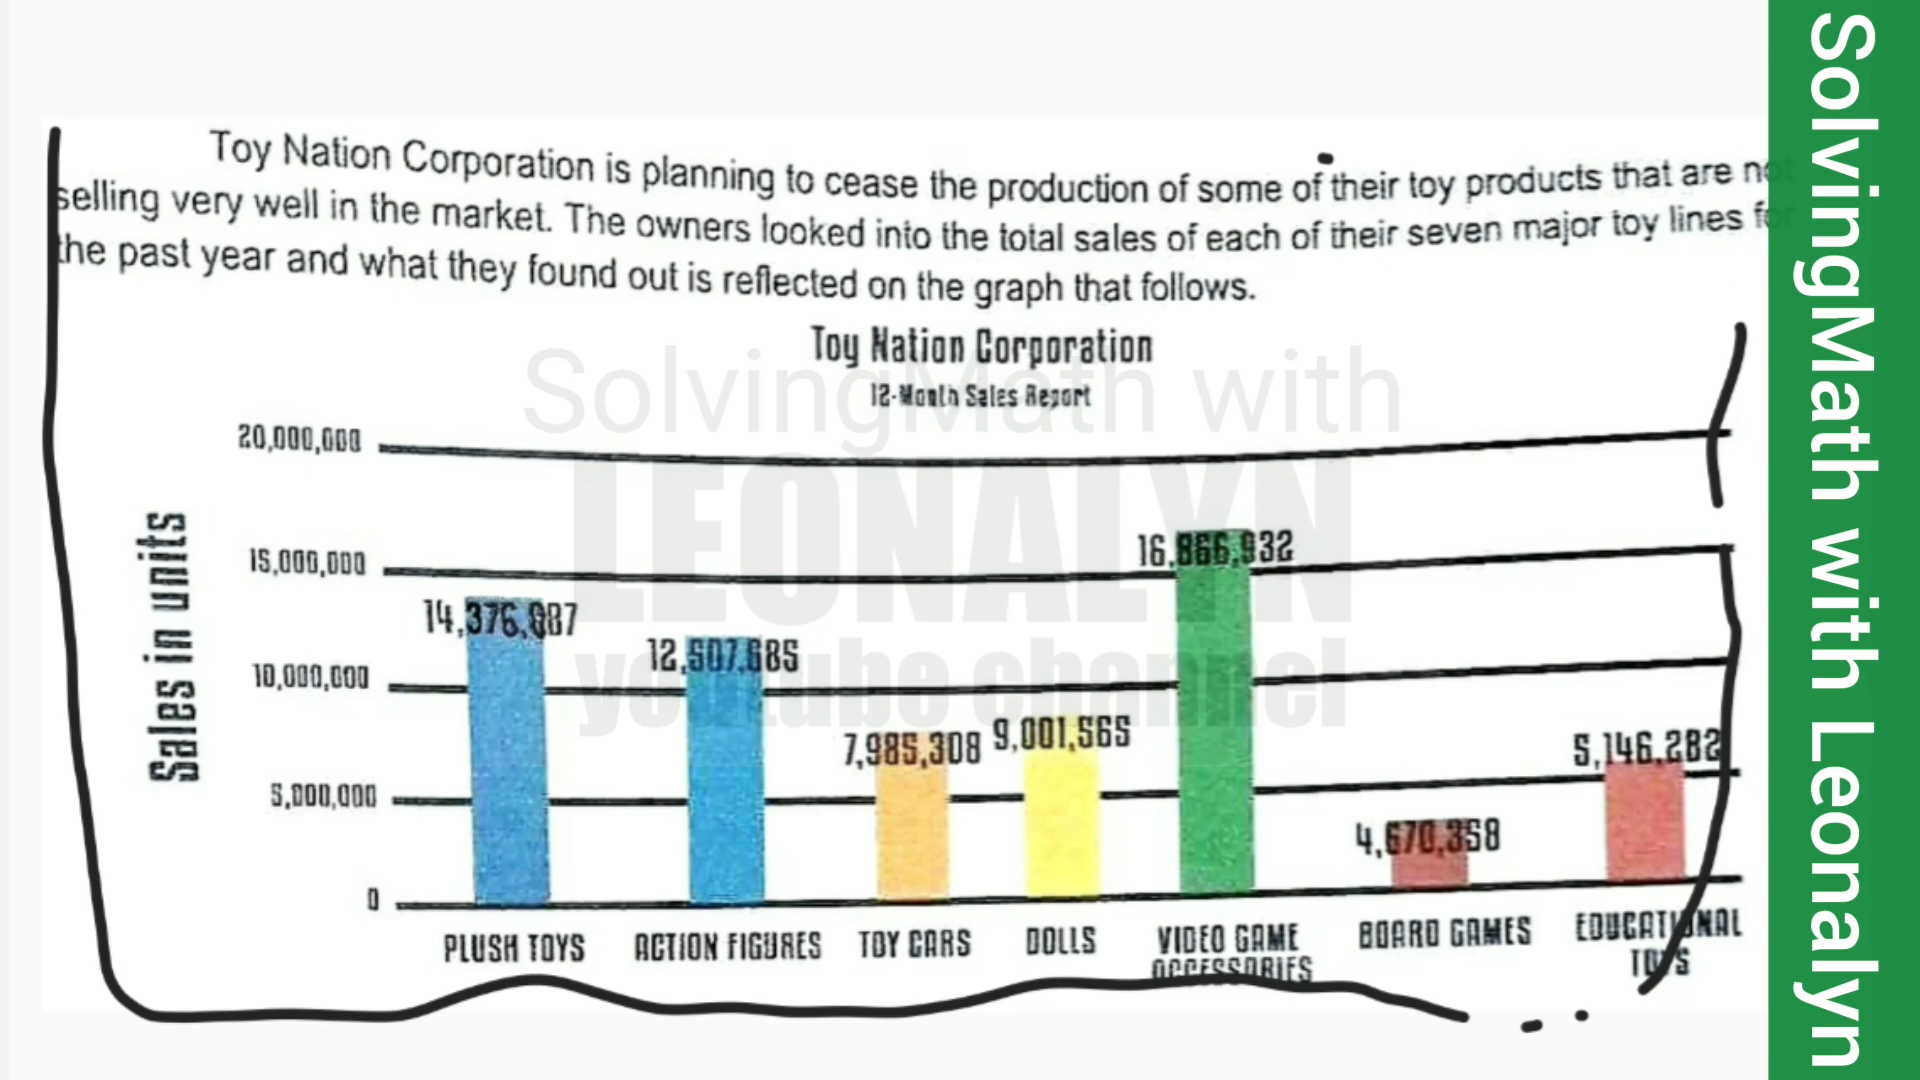 Toy Nation Corporation is planning to cease the production of some of their toy products that are not
selling very well in the market. The owners looked into the total sales of each of their seven major toy lines for
the past year and what they found out is reflected on the graph that follows.
Toy Nation Corporation
12-Month Sales Report
SolvingMath with
LEONALYN
youtube channel
Sales in units
20,000,000
15,000,000
10,000,000
5,000,000
0
14,376,087
12,507,685
7,985,308
9,001,565
16,866,932
4,670,358
5,146,282
PLUSH TOYS
ACTION FIGURES
TOY CARS
DOLLS
VIDEO GAME
ACCESSORIES
BOARD GAMES
EDUCATIONAL
TOYS
SolvingMath with Leonalyn